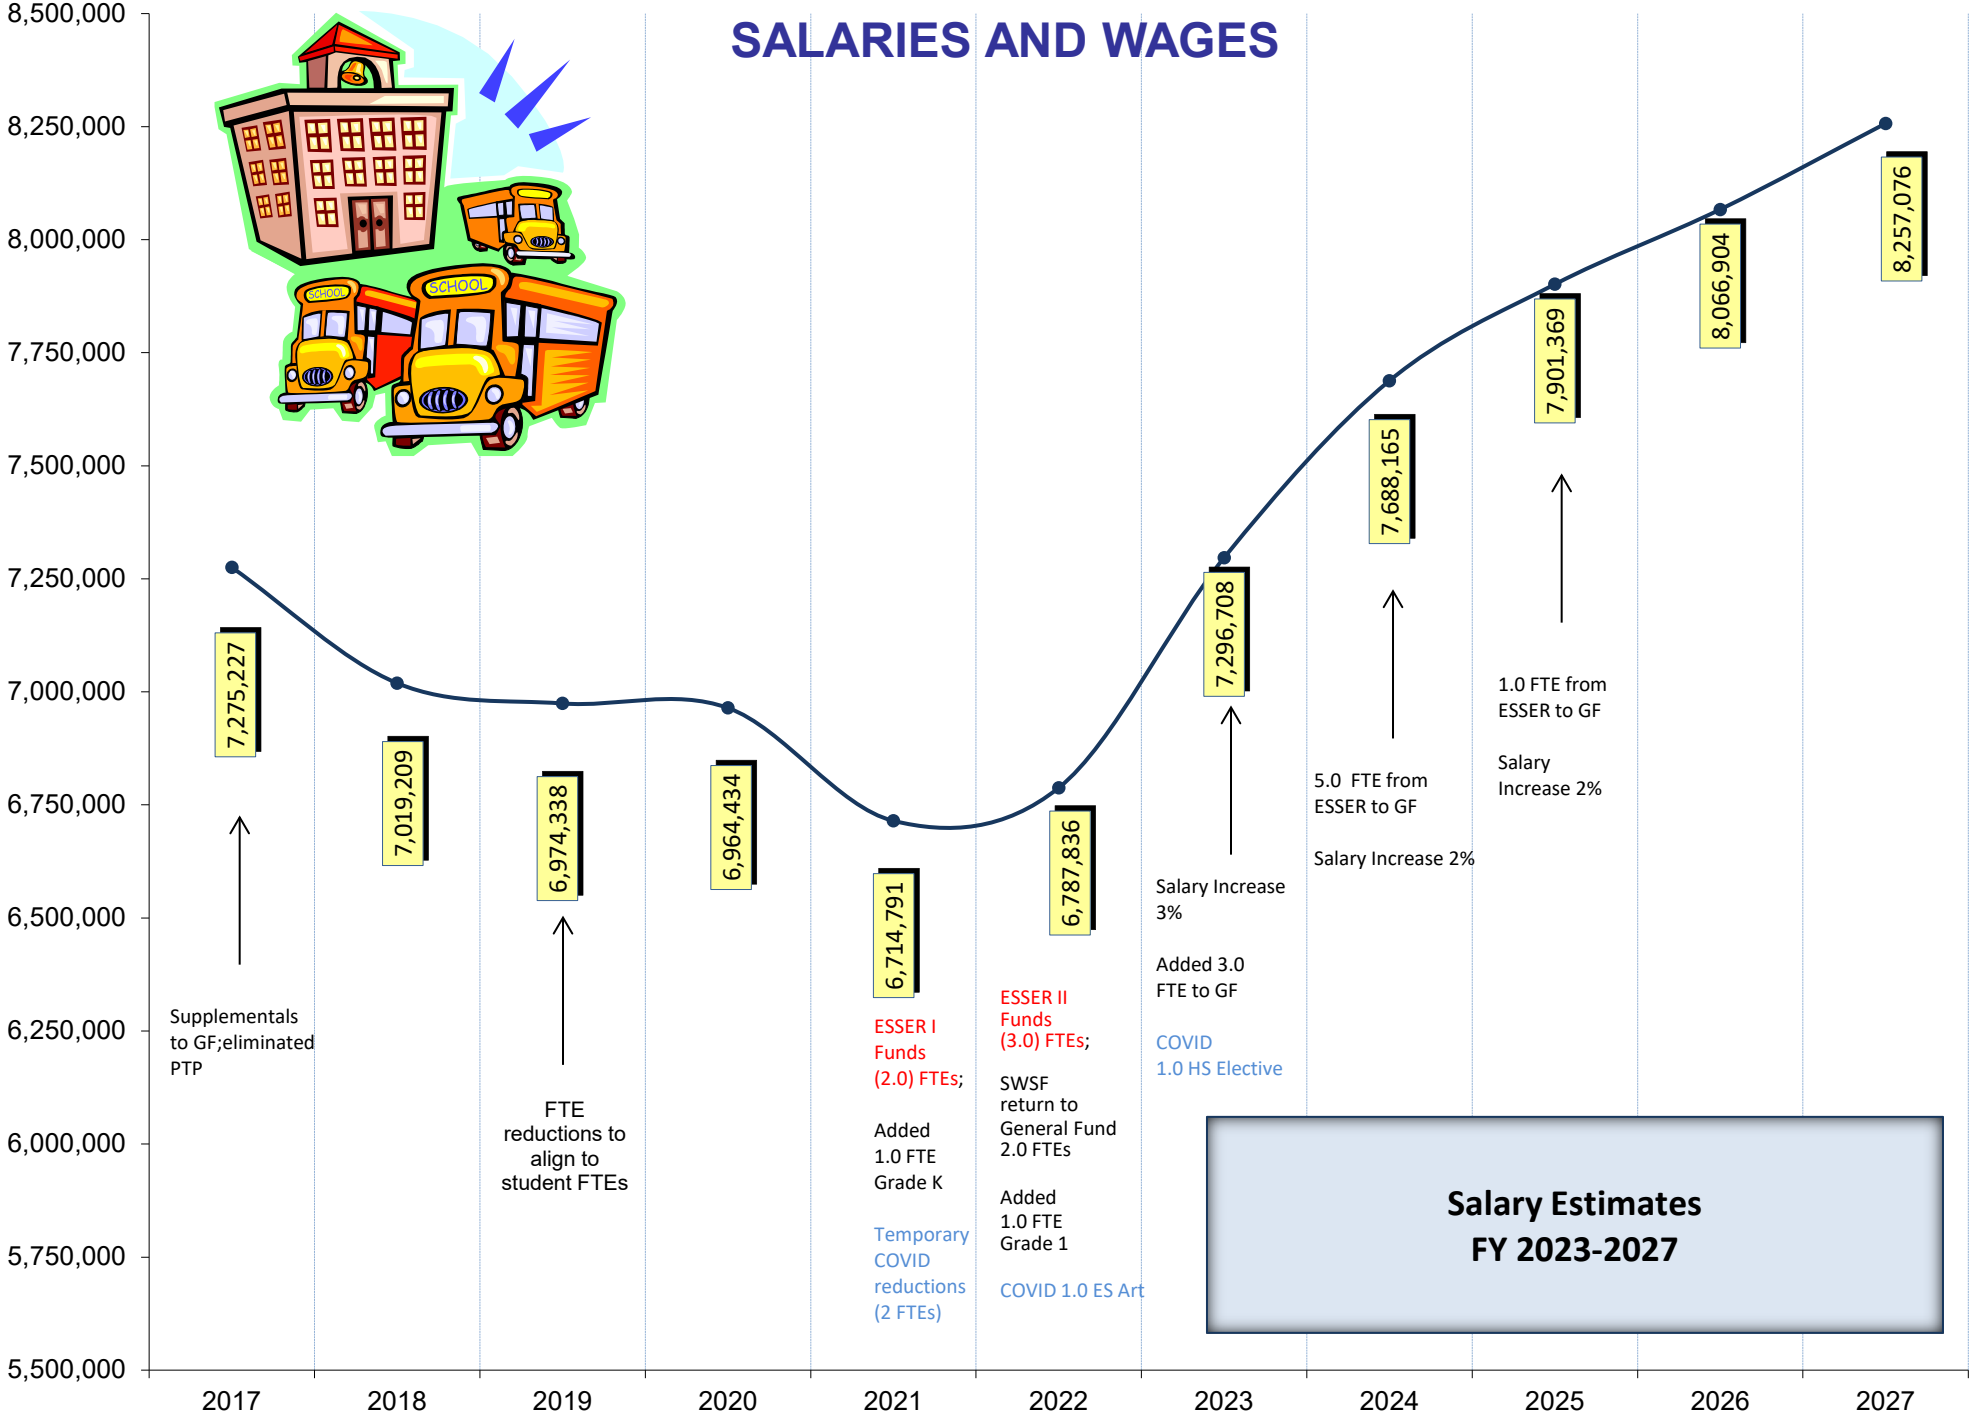 SALARIES AND WAGES
8,500,000
8,250,000
8,000,000
7,750,000
7,500,000
7,250,000
7,000,000
6,750,000
6,500,000
6,250,000
6,000,000
5,750,000
5,500,000
SCHOOL
SCHOOL
7,275,227
7,019,209
6,974,338
6,964,434
6,714,791
6,787,836
7,296,708
7,688,165
7,901,369
8,066,904
8,257,076
Supplementals
to GF;eliminated
PTP
FTE
reductions to
align to
student FTEs
ESSER I
Funds
(2.0) FTEs;
Added
1.0 FTE
Grade K
Temporary
COVID
reductions
(2 FTEs)
ESSER II
Funds
(3.0) FTEs;
SWSF
return to
General Fund
2.0 FTEs
Added
1.0 FTE
Grade 1
COVID 1.0 ES Art
Salary Increase
3%
Added 3.0
FTE to GF
COVID
1.0 HS Elective
5.0  FTE from
ESSER to GF
Salary Increase 2%
1.0 FTE from
ESSER to GF
Salary
Increase 2%
Salary Estimates
FY 2023-2027
2017
2018
2019
2020
2021
2022
2023
2024
2025
2026
2027